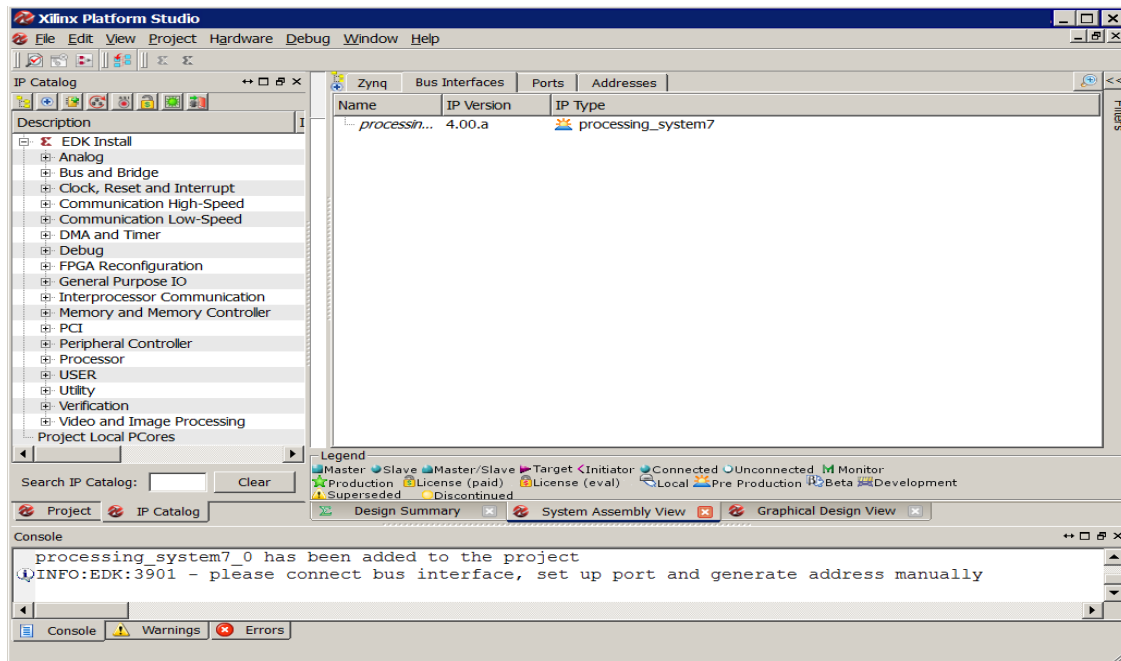 Xilinx Platform Studio
File Edit View Project Hardware Debug Window Help
Σ Σ
IP Catalog
Description I
Σ EDK Install
Analog
Bus and Bridge
Clock, Reset and Interrupt
Communication High-Speed
Communication Low-Speed
DMA and Timer
Debug
FPGA Reconfiguration
General Purpose IO
Interprocessor Communication
Memory and Memory Controller
PCI
Peripheral Controller
Processor
USER
Utility
Verification
Video and Image Processing
Project Local PCores
Search IP Catalog: Clear
Project IP Catalog
Zynq Bus Interfaces Ports Addresses
Name IP Version IP Type
processin... 4.00.a processing_system7
<<
Filters
Legend
Master Slave Master/Slave Target Initiator Connected Unconnected M Monitor
Production License (paid) License (eval) Local Pre Production Beta Development
Superseded Discontinued
Σ Design Summary System Assembly View Graphical Design View
Console
processing_system7_0 has been added to the project
INFO:EDK:3901 - please connect bus interface, set up port and generate address manually
Console Warnings Errors